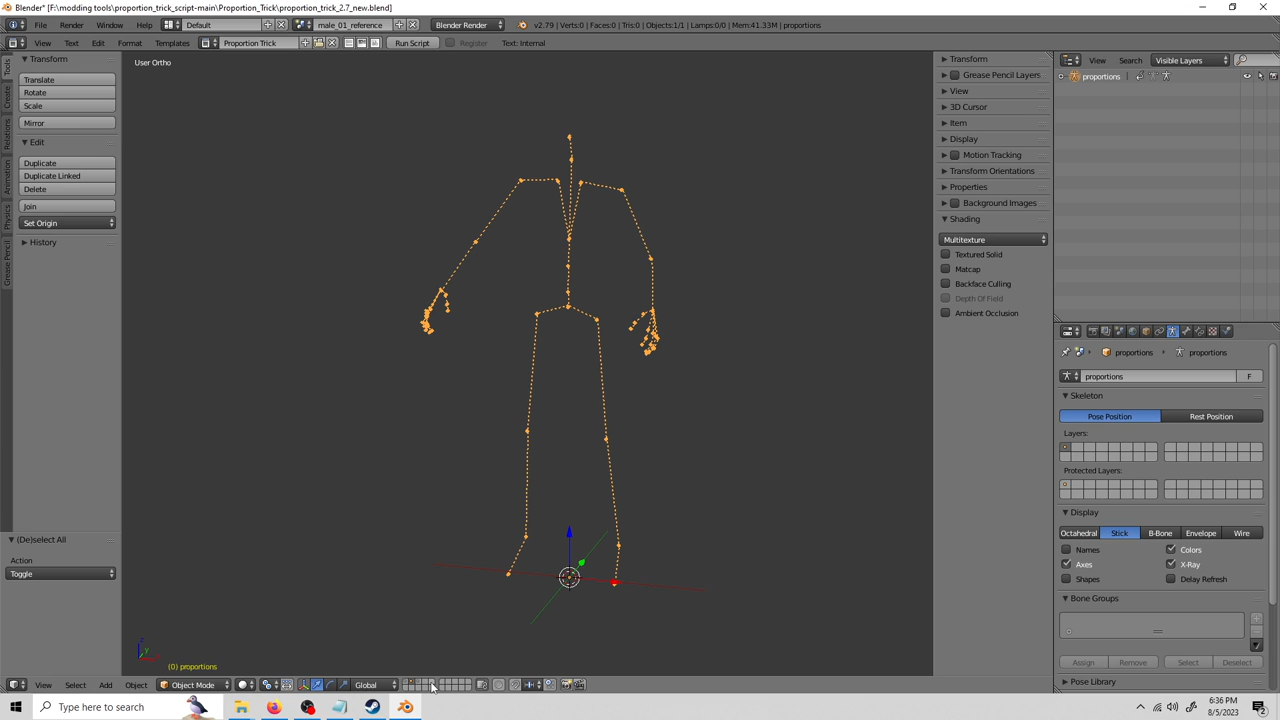 Blender* [F:\modding tools\proportion_trick_script-main\Proportion_Trick\proportion_trick_2.7_new.blend]
File Render Window Help Default male_01_reference Blender Render v2.79 | Verts:0 | Faces:0 | Tris:0 | Objects:1/1 | Lamps:0/0 | Mem:41.33M | proportions
View Text Edit Format Templates Proportion Trick Run Script Register Text: Internal
View Search Visible Layers
Transform
Translate
Rotate
Scale
Mirror
Edit
Duplicate
Duplicate Linked
Delete
Join
Set Origin
History
Tools
Create
Relations
Animation
Physics
Grease Pencil
(De)select All
Action
Toggle
User Ortho
(0) proportions
Transform
Grease Pencil Layers
View
3D Cursor
Item
Display
Motion Tracking
Transform Orientations
Properties
Background Images
Shading
Multitexture
Textured Solid
Matcap
Backface Culling
Depth Of Field
Ambient Occlusion
proportions
proportions proportions
proportions F
Skeleton
Pose Position Rest Position
Layers:
Protected Layers:
Display
Octahedral Stick B-Bone Envelope Wire
Names Colors
Axes X-Ray
Shapes Delay Refresh
Bone Groups
Assign Remove Select Deselect
Pose Library
View Select Add Object Object Mode Global
Type here to search
6:36 PM
8/5/2023
2